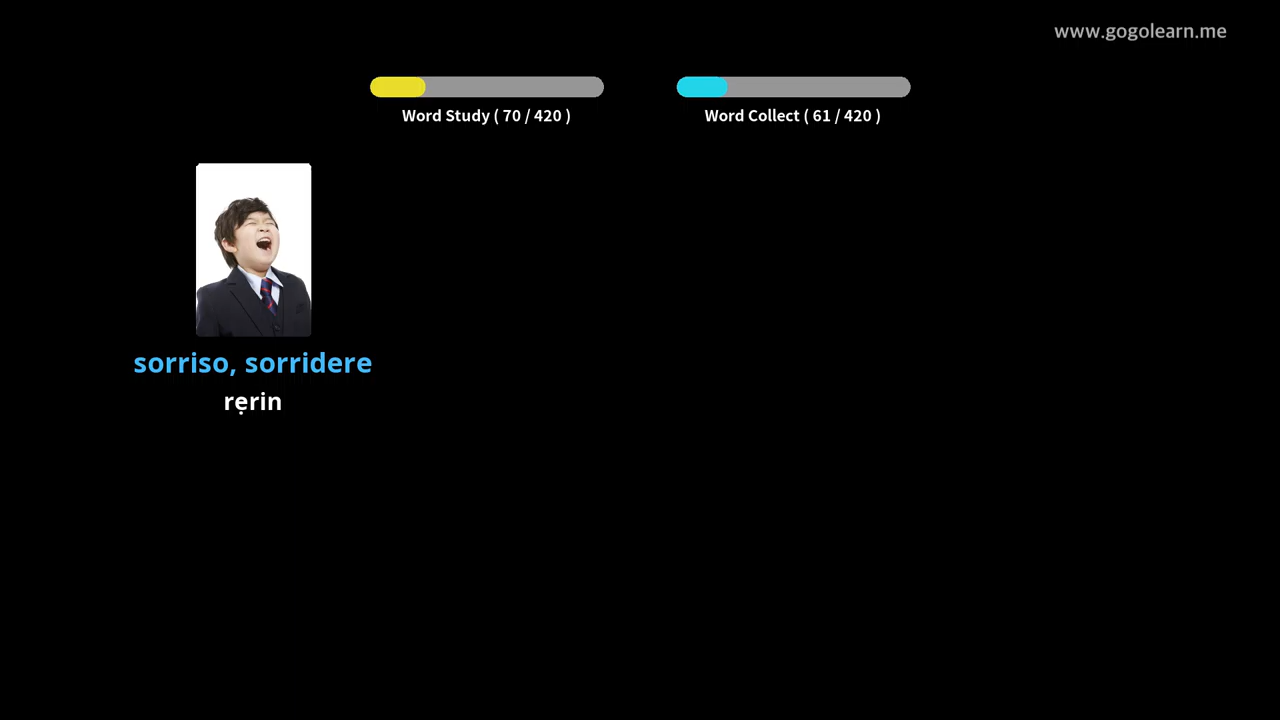 www.gogolearn.me
Word Study ( 70 / 420 )
Word Collect ( 61 / 420 )
sorriso, sorridere
rẹrin